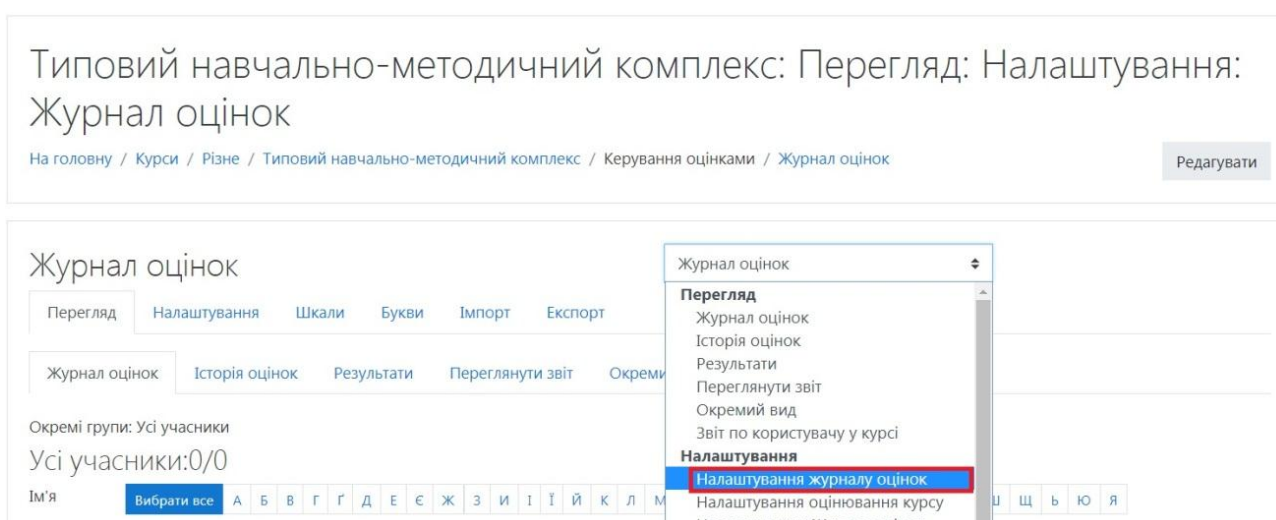 Типовий навчально-методичний комплекс: Перегляд: Налаштування:
Журнал оцінок
На головну / Курси / Різне / Типовий навчально-методичний комплекс / Керування оцінками / Журнал оцінок
Редагувати
Журнал оцінок
Журнал оцінок
Перегляд Налаштування Шкали Букви Імпорт Експорт
Журнал оцінок Історія оцінок Результати Переглянути звіт
Перегляд
Журнал оцінок
Історія оцінок
Результати
Переглянути звіт
Окремий вид
Звіт по користувачу у курсі
Налаштування
Налаштування журналу оцінок
Налаштування оцінювання курсу
Окремі групи: Усі учасники
Усі учасники:0/0
Ім'я Вибрати все А Б В Г Ґ Д Е Є Ж З И І Ї Й К Л М Ш Щ Ь Ю Я